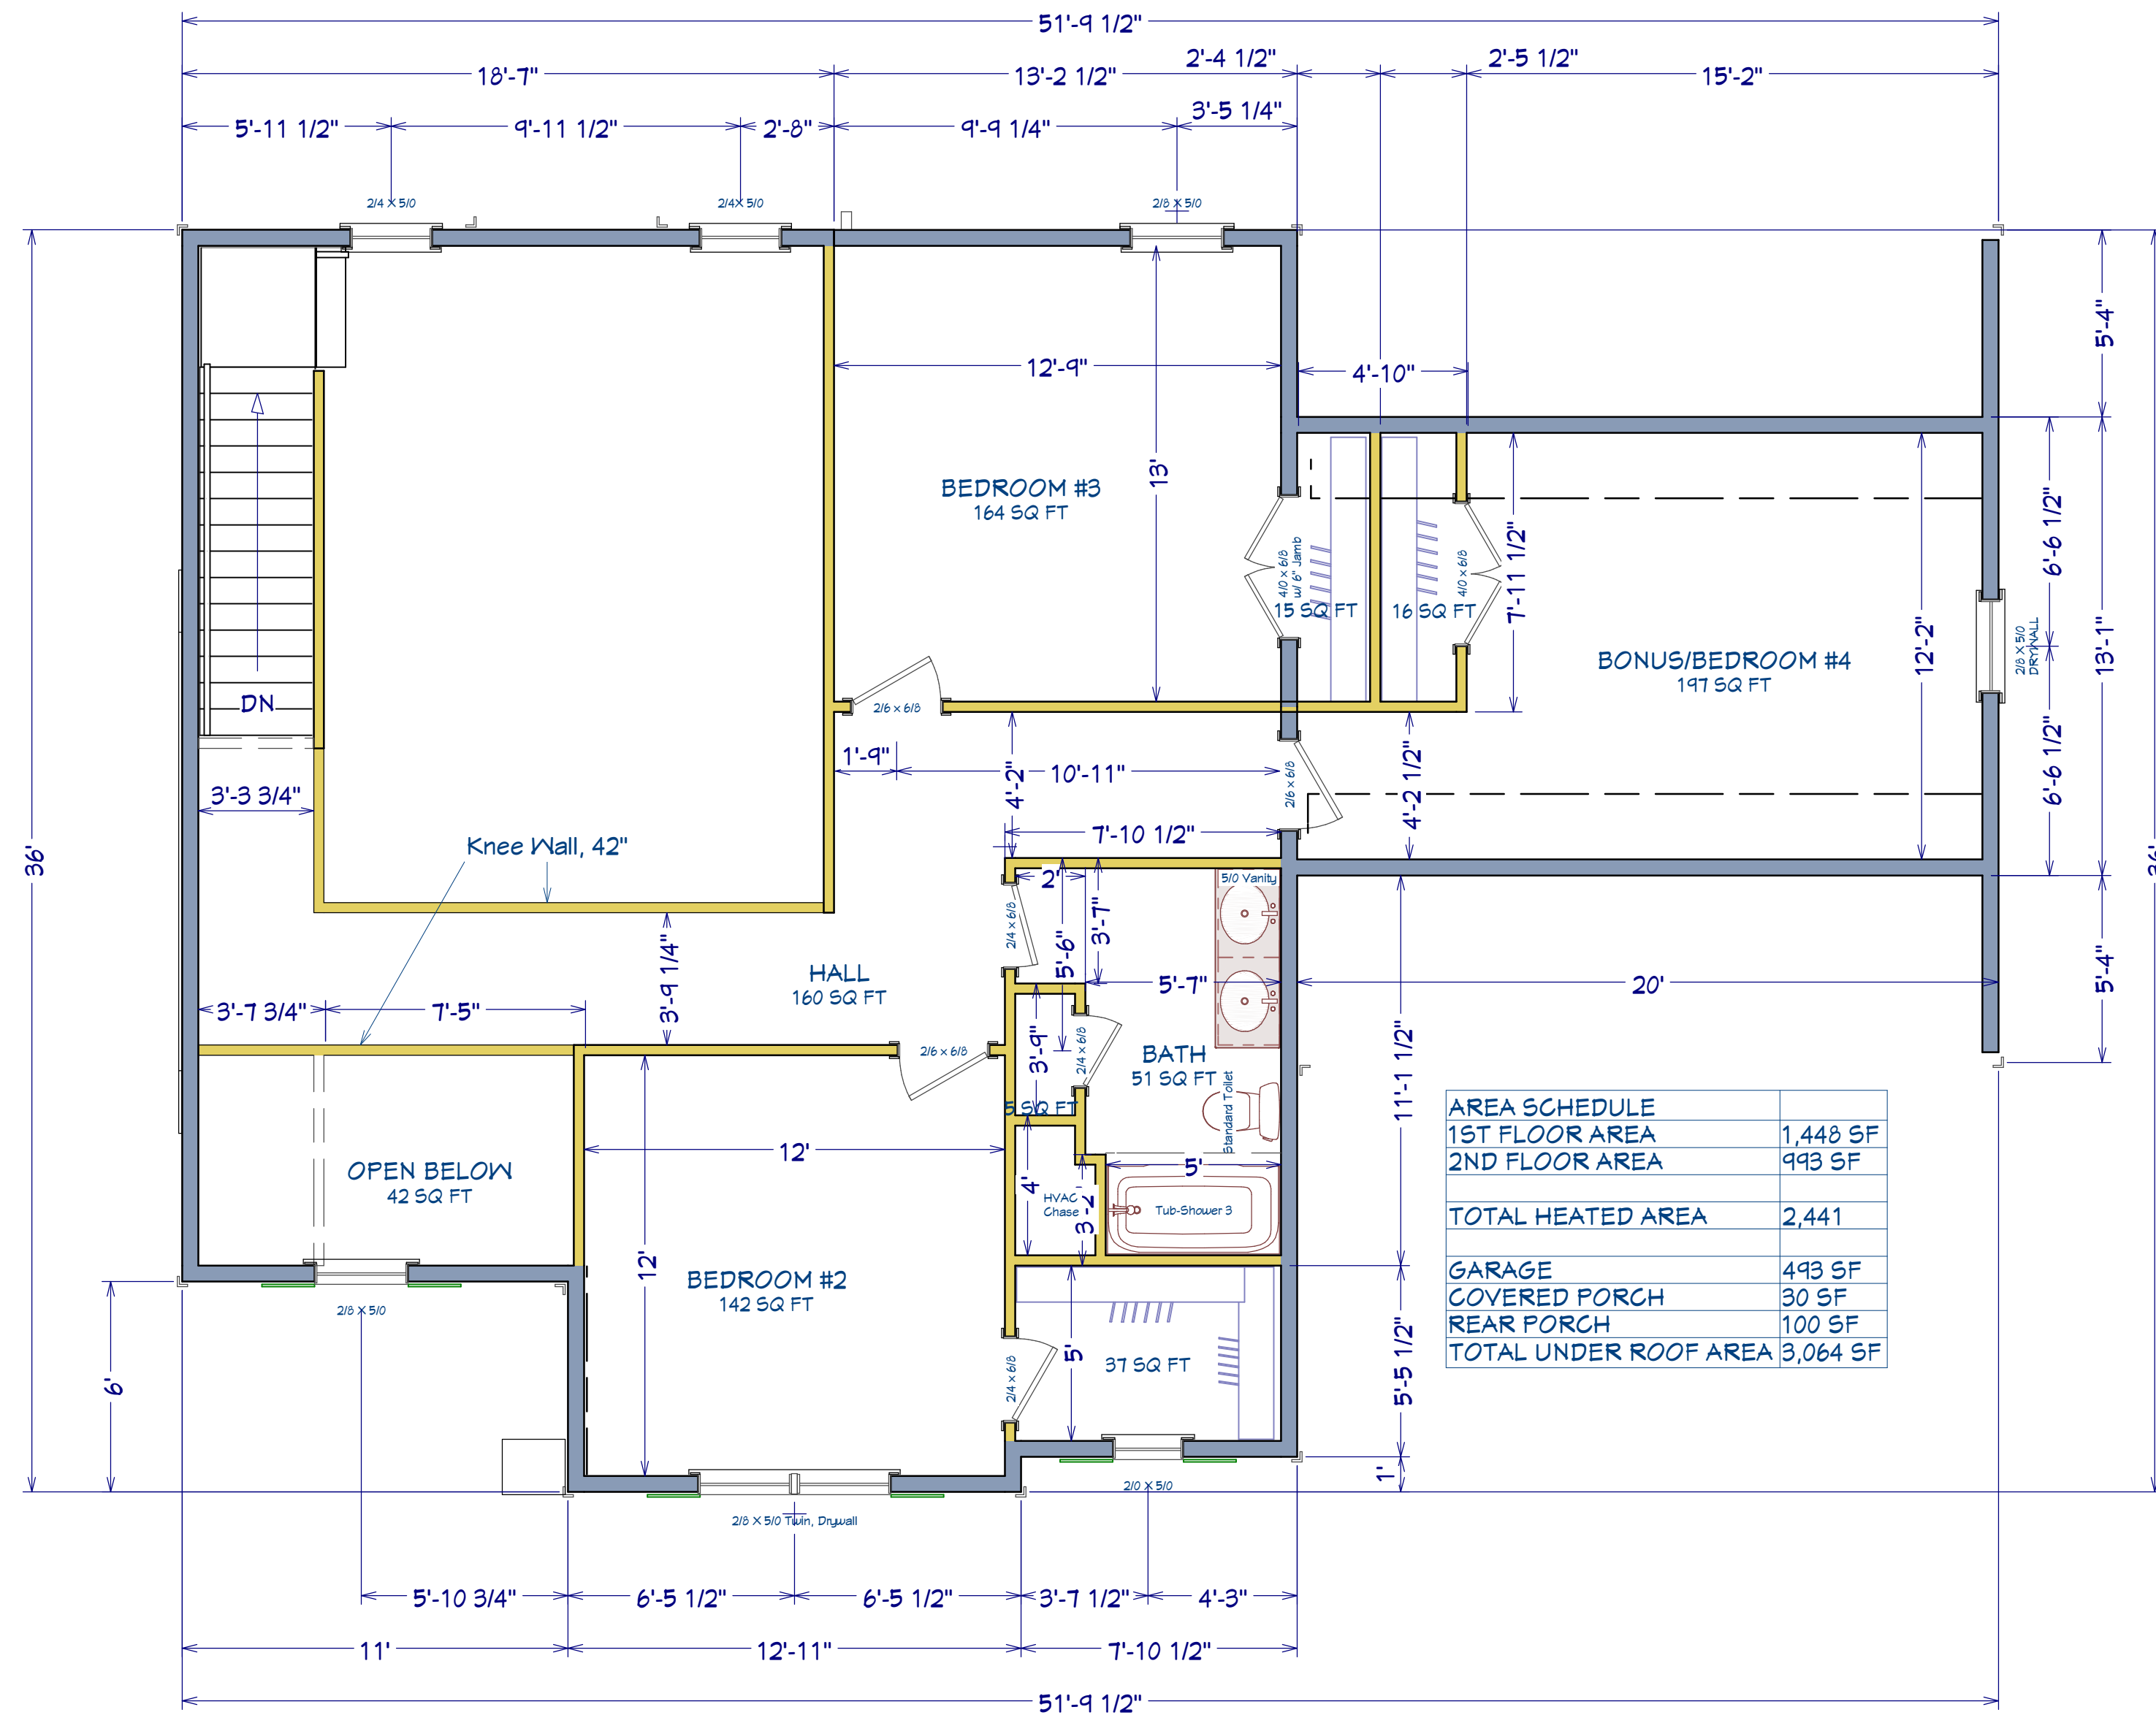 51'-9 1/2"
18'-7"
13'-2 1/2"
2'-4 1/2"
2'-5 1/2"
15'-2"
5'-11 1/2"
9'-11 1/2"
2'-8"
9'-9 1/4"
3'-5 1/4"
2/4 X 5/0
2/4X 5/0
2/8 X 5/0
5'-4"
12'-9"
4'-10"
13'
BEDROOM #3
164 SQ FT
4/0 x 6/8
w/ 6" Jamb
15 SQ FT
16 SQ FT
4/0 x 6/8
7'-11 1/2"
BONUS/BEDROOM #4
197 SQ FT
12'-2"
2/8 X 5/0
DRYWALL
6'-6 1/2"
6'-6 1/2"
13'-1"
DN
2/6 x 6/8
1'-9"
10'-11"
4'-2"
2/6 x 6/8
4'-2 1/2"
3'-3 3/4"
7'-10 1/2"
Knee Wall, 42"
36'
36'
2'
5/0 Vanity
2/4 x 6/8
5'-6"
3'-7"
HALL
160 SQ FT
3'-9 1/4"
3'-7 3/4"
7'-5"
5'-7"
20'
5'-4"
2/6 x 6/8
3'-9"
2/4 x 6/8
BATH
51 SQ FT
Standard Toilet
5 SQ FT
11'-1 1/2"
12'
OPEN BELOW
42 SQ FT
5'
4'
HVAC
Chase
3'-2"
Tub-Shower 3
12'
BEDROOM #2
142 SQ FT
2/8 X 5/0
2/4 x 6/8
5'
37 SQ FT
5'-5 1/2"
6'
1'
2/0 X 5/0
2/8 X 5/0 Twin, Drywall
AREA SCHEDULE
1ST FLOOR AREA 1,448 SF
2ND FLOOR AREA 993 SF
TOTAL HEATED AREA 2,441
GARAGE 493 SF
COVERED PORCH 30 SF
REAR PORCH 100 SF
TOTAL UNDER ROOF AREA 3,064 SF
5'-10 3/4"
6'-5 1/2"
6'-5 1/2"
3'-7 1/2"
4'-3"
11'
12'-11"
7'-10 1/2"
51'-9 1/2"